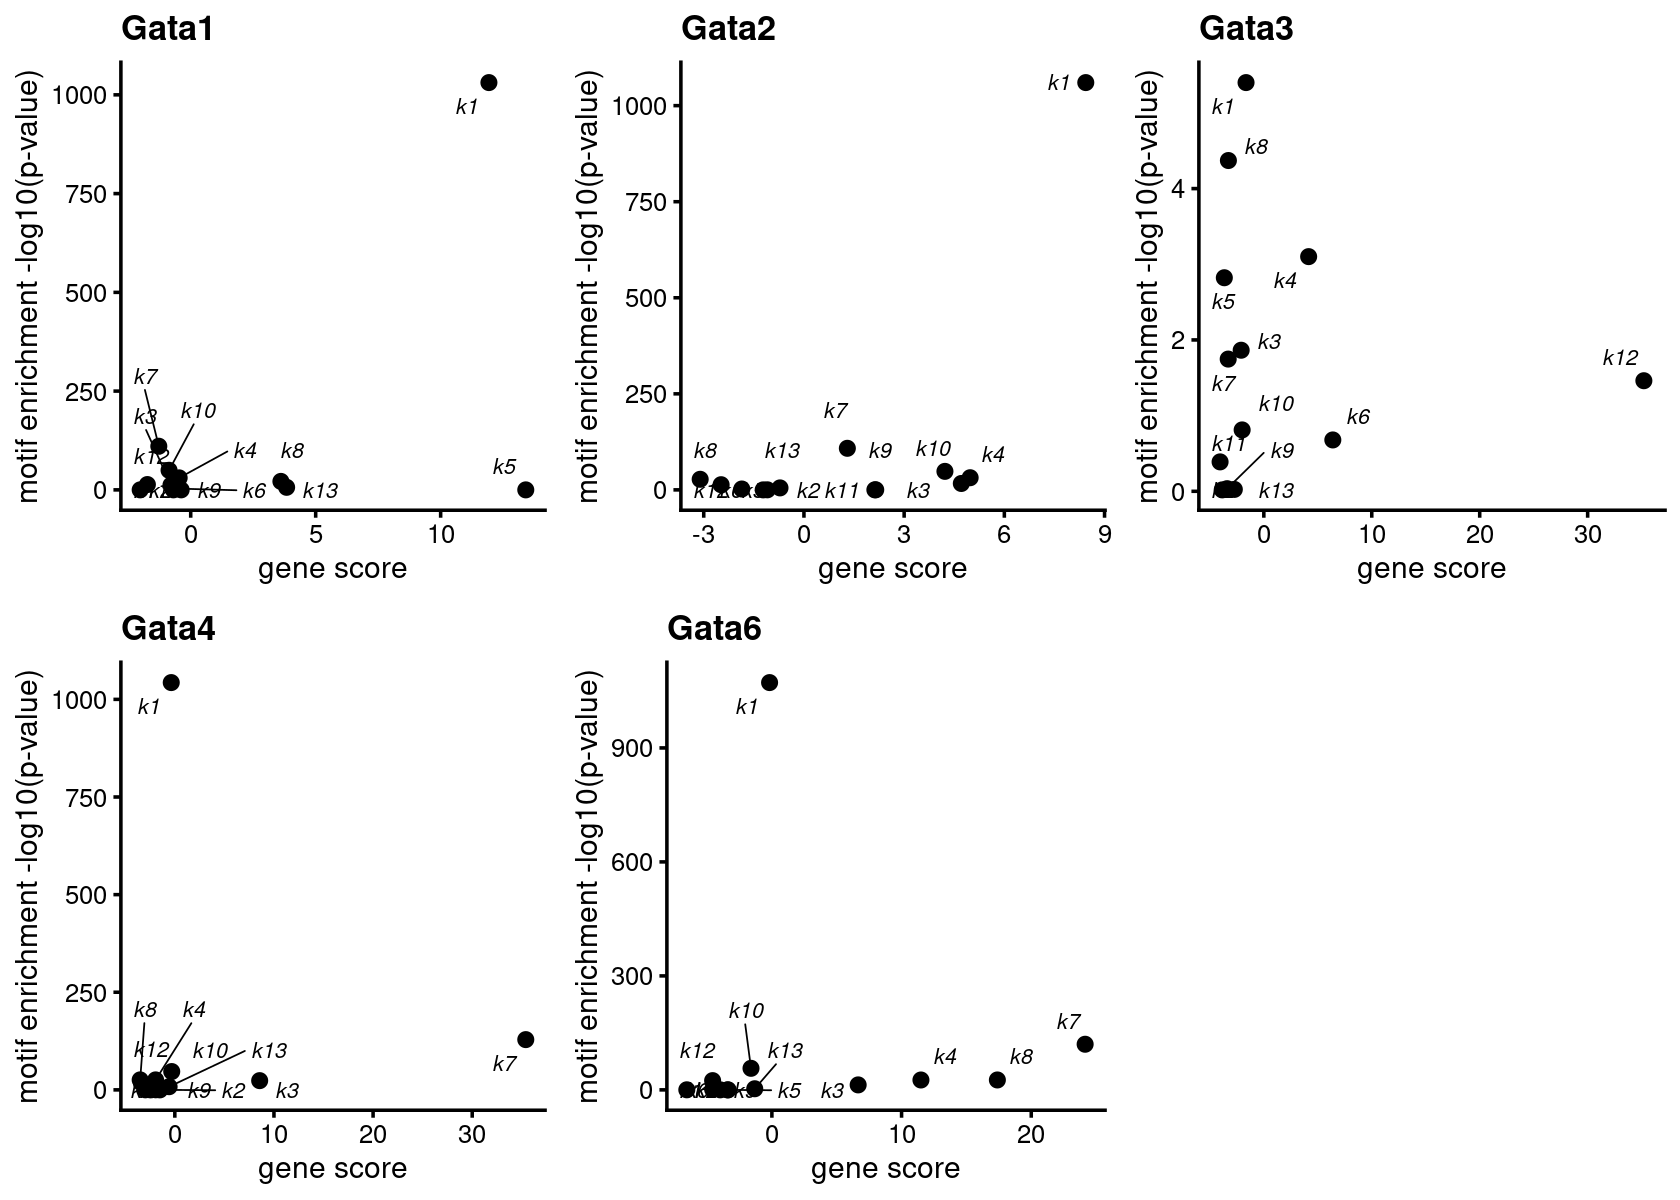 Gata1
motif enrichment -log10(p-value)
1000
750
500
250
0
k1
k7
k3
k10
k12
k4
k8
k5
k9
k6
k13
0 5 10
gene score
Gata2
motif enrichment -log10(p-value)
1000
750
500
250
0
k1
k7
k8
k13
k9
k10
k4
k12
k2
k11
k3
-3 0 3 6 9
gene score
Gata3
motif enrichment -log10(p-value)
4
2
0
k1
k8
k4
k5
k3
k12
k7
k10
k6
k11
k9
k13
0 10 20 30
gene score
Gata4
motif enrichment -log10(p-value)
1000
750
500
250
0
k1
k8
k4
k12
k10
k13
k7
k9
k2
k3
0 10 20 30
gene score
Gata6
motif enrichment -log10(p-value)
900
600
300
0
k1
k10
k7
k12
k13
k4
k8
k5
k3
0 10 20
gene score